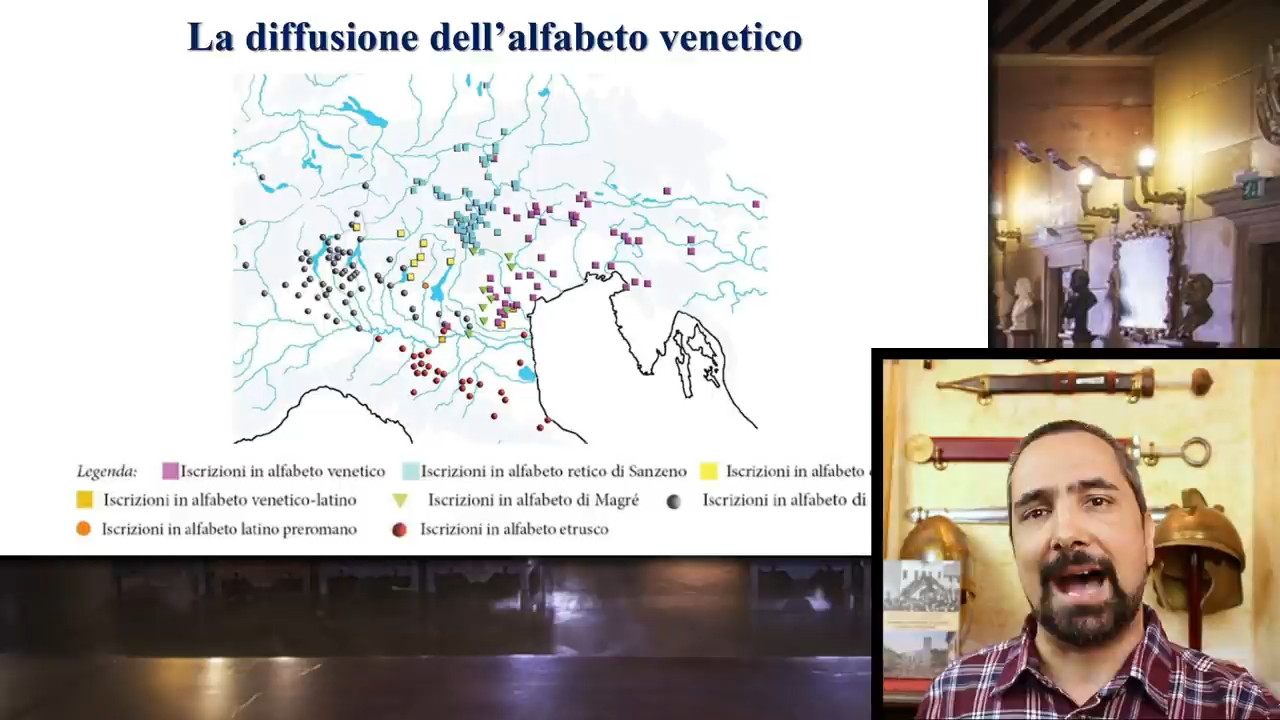 La diffusione dell’alfabeto venetico
Legenda: Iscrizioni in alfabeto venetico Iscrizioni in alfabeto retico di Sanzeno Iscrizioni in alfabeto
Iscrizioni in alfabeto venetico-latino Iscrizioni in alfabeto di Magré Iscrizioni in alfabeto di
Iscrizioni in alfabeto latino preromano Iscrizioni in alfabeto etrusco